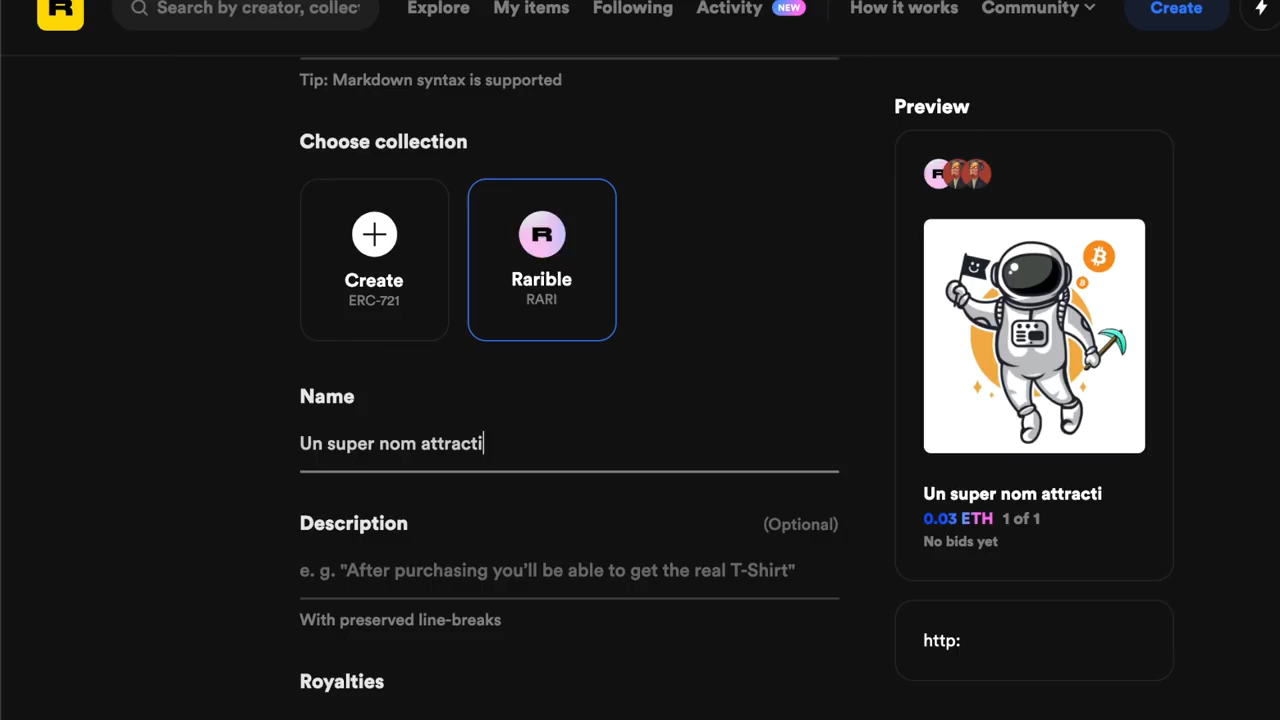 R
Search by creator, collec
Explore
My items
Following
Activity
NEW
How it works
Community
Create
Tip: Markdown syntax is supported
Choose collection
Create
ERC-721
R
Rarible
RARI
Name
Un super nom attracti
Description
(Optional)
e. g. "After purchasing you'll be able to get the real T-Shirt"
With preserved line-breaks
Royalties
Preview
R
Un super nom attracti
0.03 ETH 1 of 1
No bids yet
http: